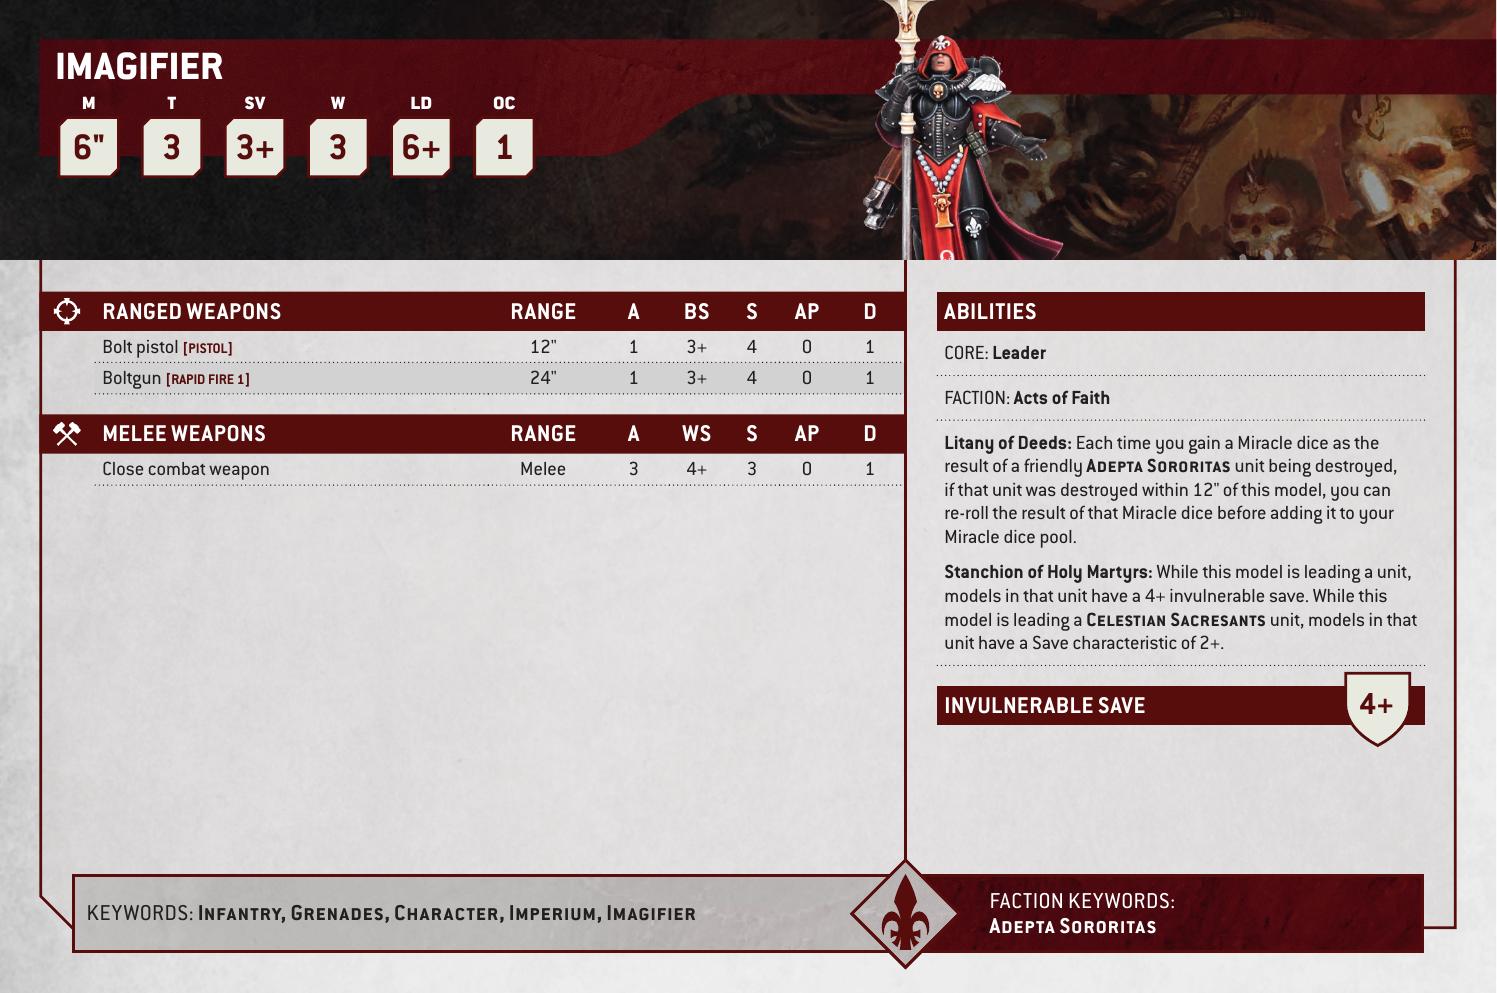 IMAGIFIER
M T SV W LD OC
6" 3 3+ 3 6+ 1
RANGED WEAPONS RANGE A BS S AP D
Bolt pistol [PISTOL] 12" 1 3+ 4 0 1
Boltgun [RAPID FIRE 1] 24" 1 3+ 4 0 1
MELEE WEAPONS RANGE A WS S AP D
Close combat weapon Melee 3 4+ 3 0 1
ABILITIES
CORE: Leader
FACTION: Acts of Faith
Litany of Deeds: Each time you gain a Miracle dice as the
result of a friendly ADEPTA SORORITAS unit being destroyed,
if that unit was destroyed within 12" of this model, you can
re-roll the result of that Miracle dice before adding it to your
Miracle dice pool.
Stanchion of Holy Martyrs: While this model is leading a unit,
models in that unit have a 4+ invulnerable save. While this
model is leading a CELESTIAN SACRESANTS unit, models in that
unit have a Save characteristic of 2+.
INVULNERABLE SAVE 4+
KEYWORDS: INFANTRY, GRENADES, CHARACTER, IMPERIUM, IMAGIFIER
FACTION KEYWORDS:
ADEPTA SORORITAS